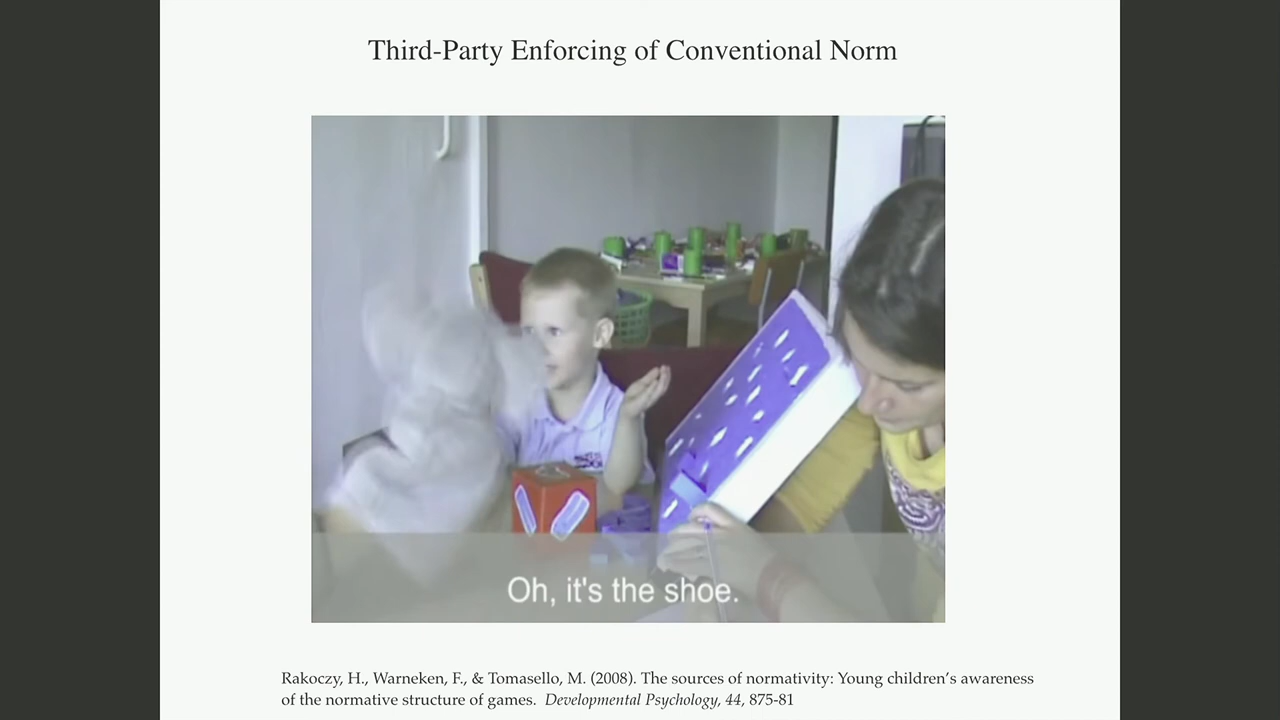 Third-Party Enforcing of Conventional Norm
Oh, it's the shoe.
Rakoczy, H., Warneken, F., & Tomasello, M. (2008). The sources of normativity: Young children's awareness
of the normative structure of games. Developmental Psychology, 44, 875-81